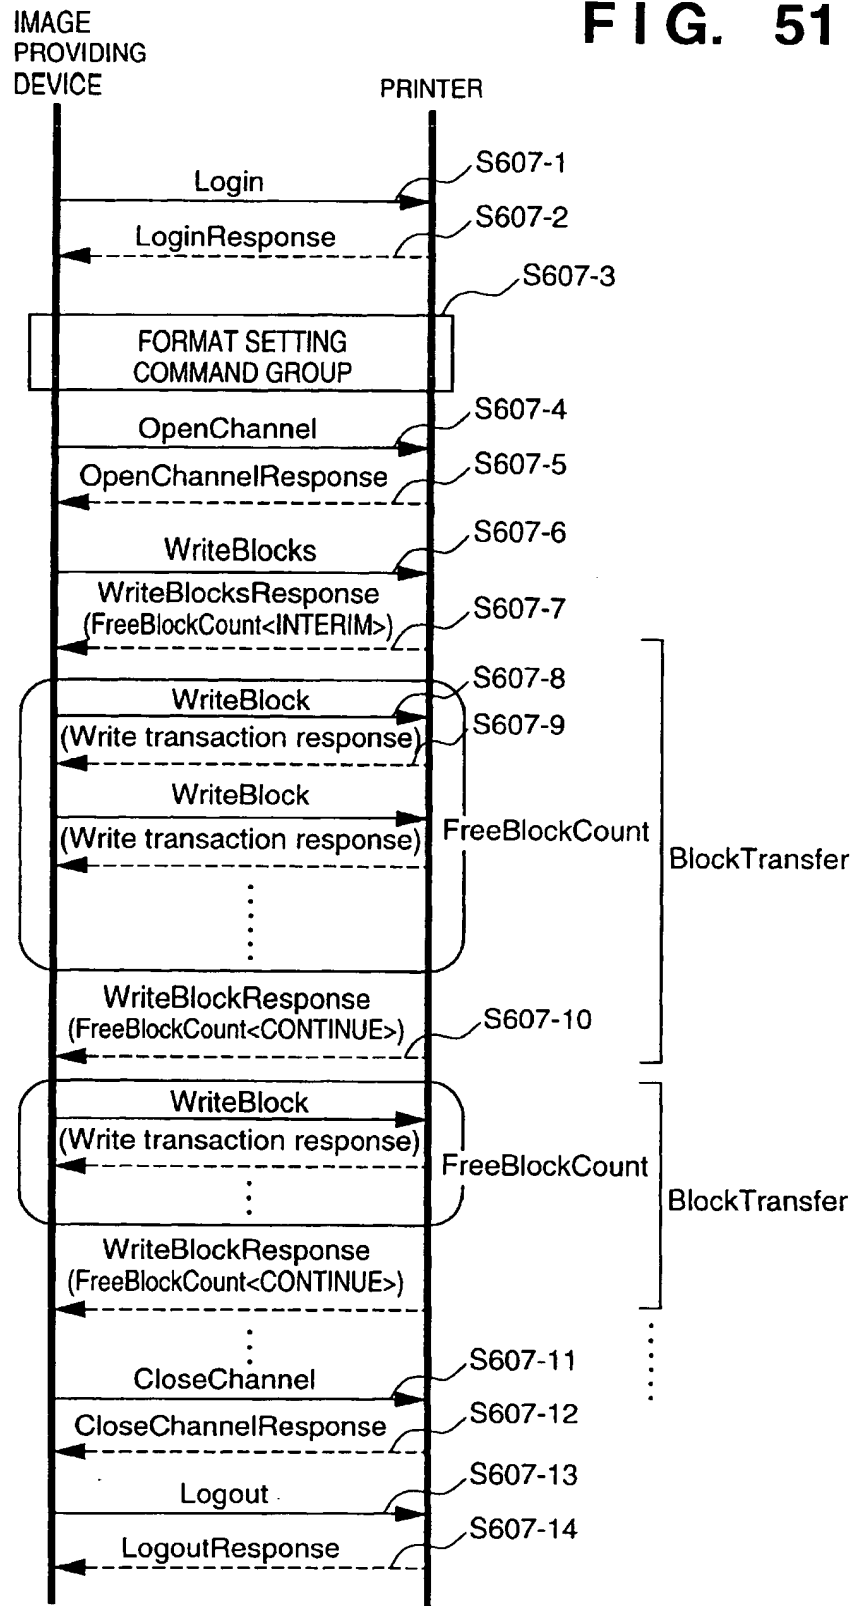 FIG. 51
IMAGE
PROVIDING
DEVICE
PRINTER
S607-1
Login
S607-2
LoginResponse
S607-3
FORMAT SETTING
COMMAND GROUP
S607-4
OpenChannel
S607-5
OpenChannelResponse
S607-6
WriteBlocks
WriteBlocksResponse
S607-7
(FreeBlockCount<INTERIM>)
S607-8
WriteBlock
S607-9
(Write transaction response)
WriteBlock
(Write transaction response)
FreeBlockCount
BlockTransfer
WriteBlockResponse
S607-10
(FreeBlockCount<CONTINUE>)
WriteBlock
(Write transaction response)
FreeBlockCount
BlockTransfer
WriteBlockResponse
(FreeBlockCount<CONTINUE>)
S607-11
CloseChannel
S607-12
CloseChannelResponse
S607-13
Logout
S607-14
LogoutResponse